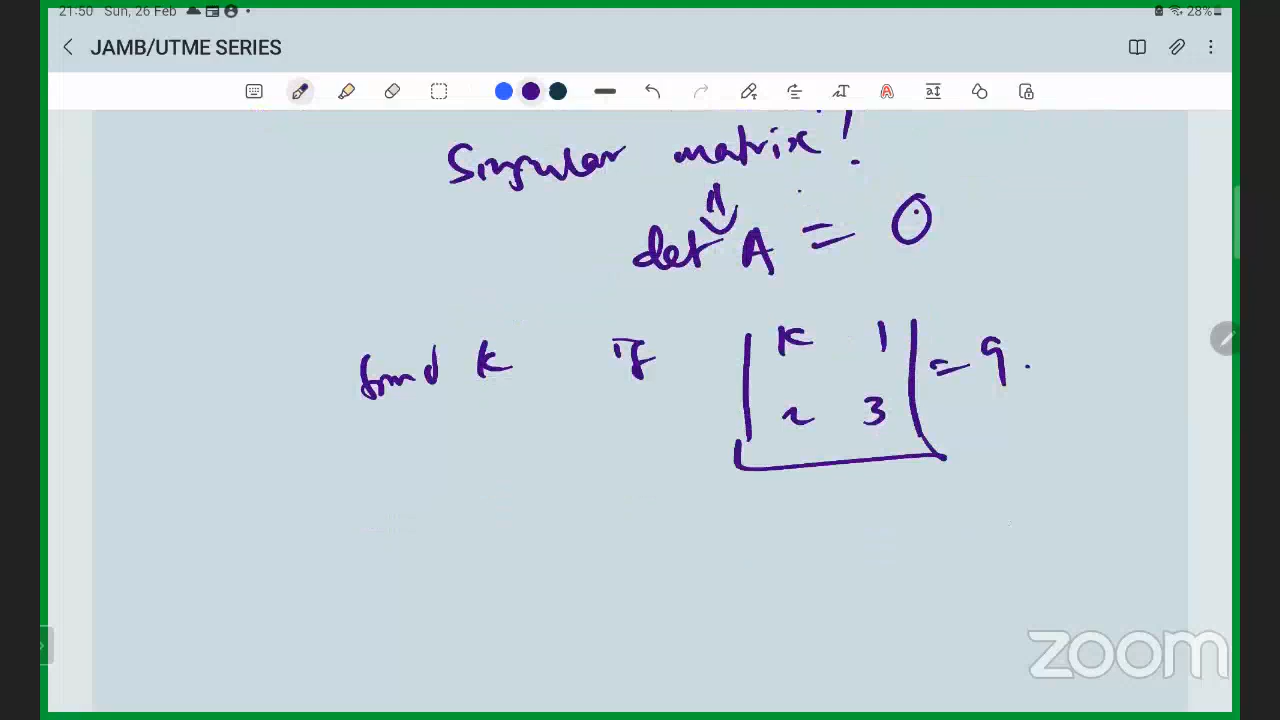 21:50 Sun, 26 Feb 28%
JAMB/UTME SERIES
Singular matrix!
det A = 0
find k if | k 1 | = 9.
| 2 3 |
zoom